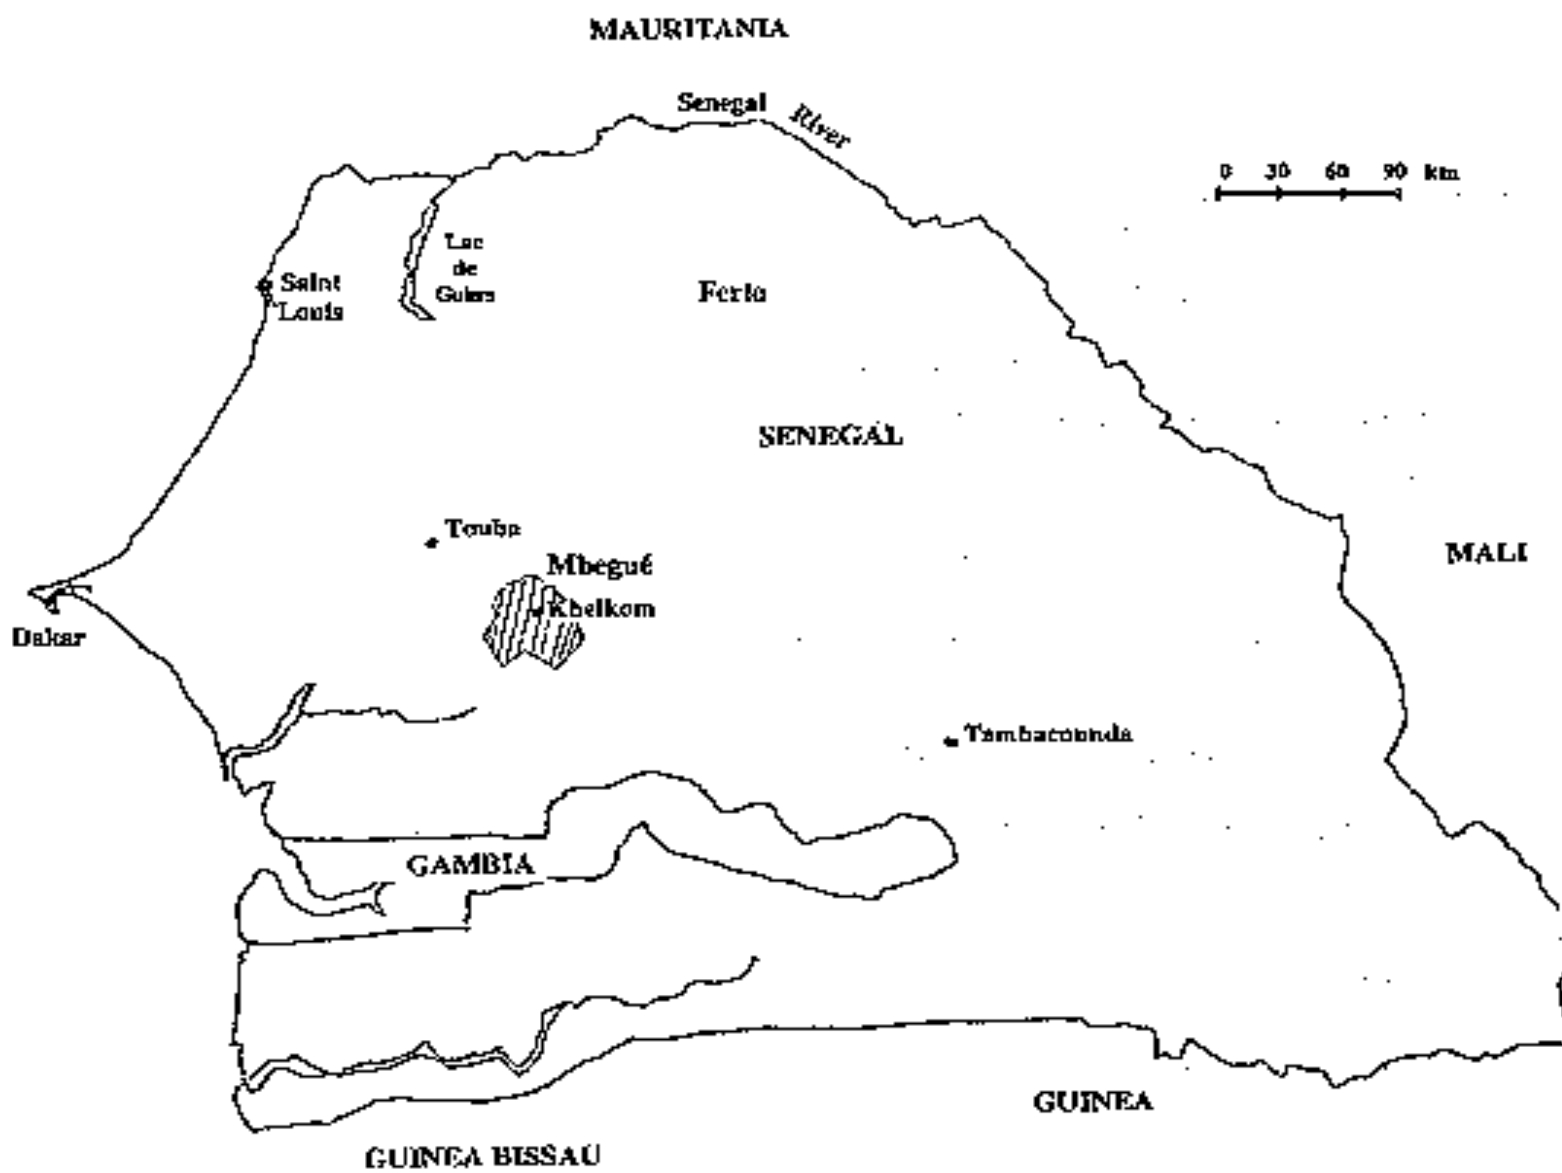 MAURITANIA
Senegal River
0 30 60 90 km
Saint
Louis
Lac
de
Guiers
Ferlo
SENEGAL
Touba
Mbegué
Khelkom
MALI
Dakar
Tambacounda
GAMBIA
GUINEA
GUINEA BISSAU